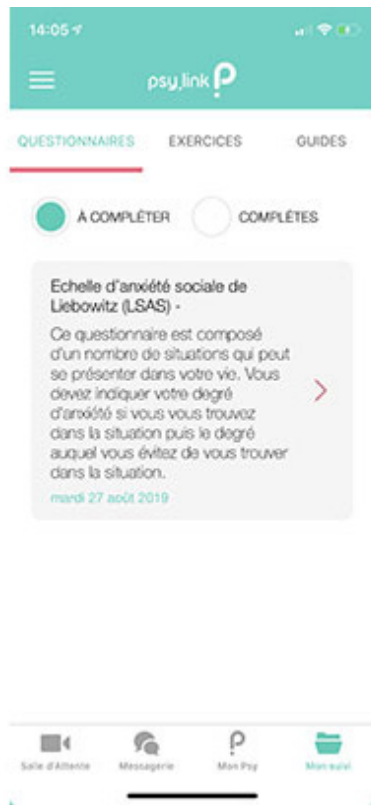 14:05
psy.link
QUESTIONNAIRES EXERCICES GUIDES
À COMPLÉTER COMPLÉTES
Echelle d'anxiété sociale de
Liebowitz (LSAS) -
Ce questionnaire est composé
d'un nombre de situations qui peut
se présenter dans votre vie. Vous
devez indiquer votre degré
d'anxiété si vous vous trouvez
dans la situation puis le degré
auquel vous évitez de vous trouver
dans la situation.
mardi 27 août 2019
Salle d'Attente Messagerie Mon Psy Mon suivi